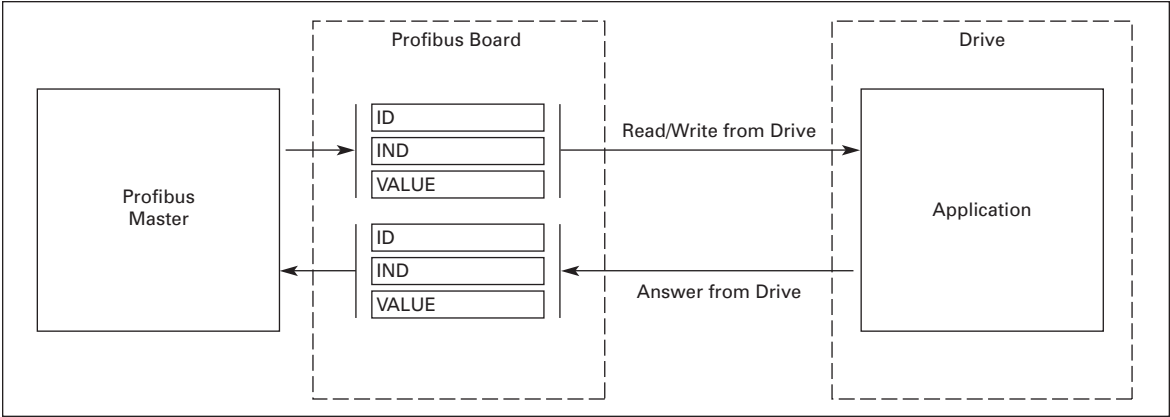 Profibus Board
Drive
Profibus
Master
ID
IND
VALUE
Read/Write from Drive
Application
ID
IND
VALUE
Answer from Drive